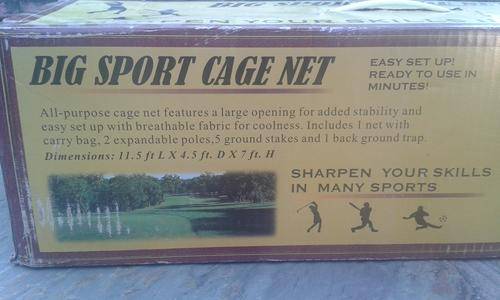 PEN YOUR SKILLS
BIG SPORT CAGE NET
EASY SET UP!
READY TO USE IN
MINUTES!
All-purpose cage net features a large opening for added stability and
easy set up with breathable fabric for coolness. Includes 1 net with
carry bag, 2 expandable poles,5 ground stakes and 1 back ground trap.
Dimensions: 11.5 ft L X 4.5 ft. D X 7 ft. H
SHARPEN YOUR SKILLS
IN MANY SPORTS